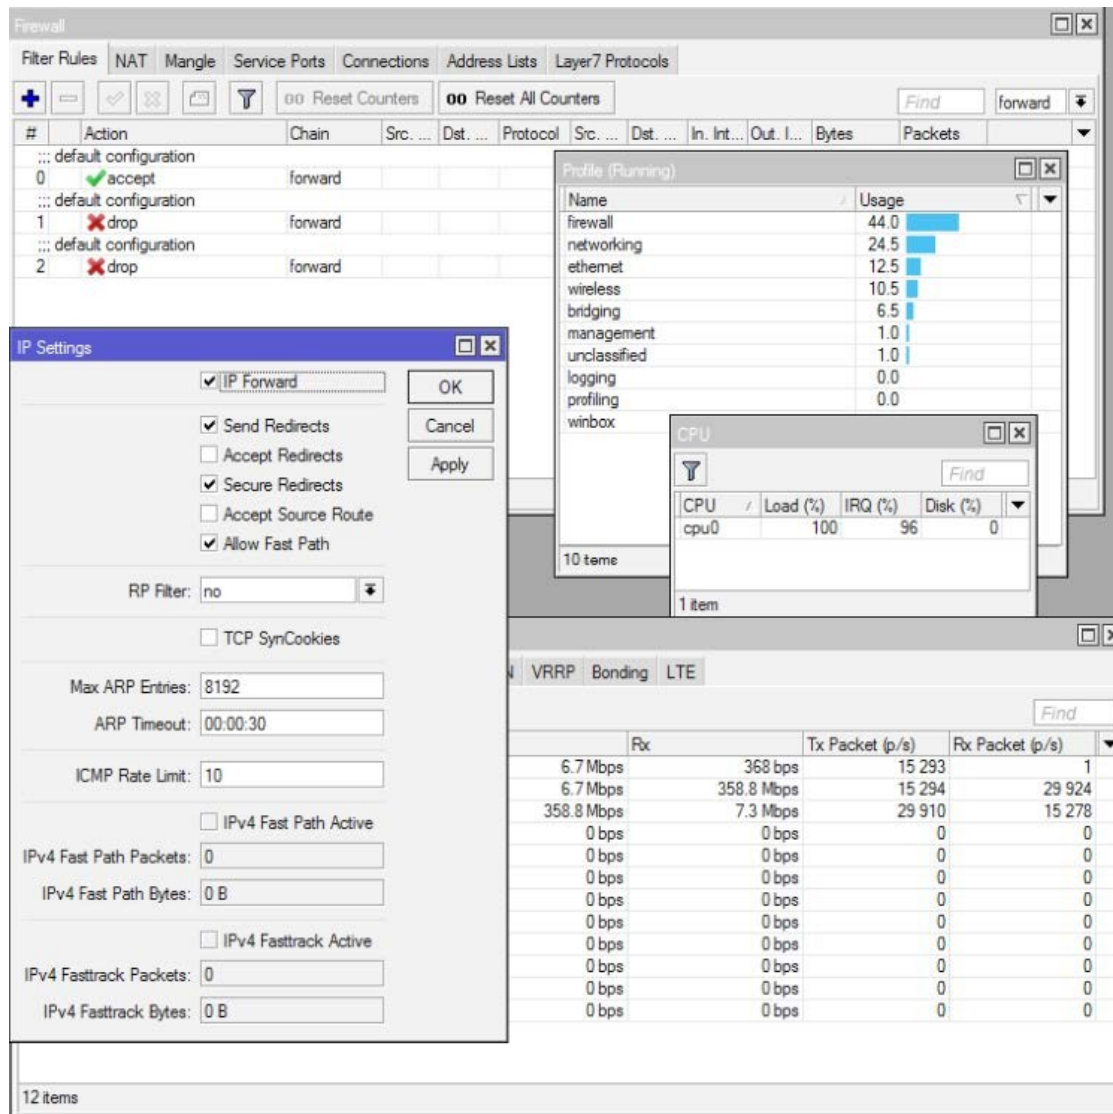 Firewall
Filter Rules NAT Mangle Service Ports Connections Address Lists Layer7 Protocols
00 Reset Counters 00 Reset All Counters Find forward
# Action Chain Src. ... Dst. ... Protocol Src. ... Dst. ... In. Int... Out. I... Bytes Packets
;;; default configuration
0 accept forward
;;; default configuration
1 drop forward
;;; default configuration
2 drop forward
Profile (Running)
Name Usage
firewall 44.0
networking 24.5
ethernet 12.5
wireless 10.5
bridging 6.5
management 1.0
unclassified 1.0
logging 0.0
profiling 0.0
winbox
10 items
CPU
Find
CPU Load (%) IRQ (%) Disk (%)
cpu0 100 96 0
1 item
IP Settings
IP Forward
OK
Send Redirects
Cancel
Accept Redirects
Apply
Secure Redirects
Accept Source Route
Allow Fast Path
RP Filter: no
TCP SynCookies
Max ARP Entries: 8192
ARP Timeout: 00:00:30
ICMP Rate Limit: 10
IPv4 Fast Path Active
IPv4 Fast Path Packets: 0
IPv4 Fast Path Bytes: 0 B
IPv4 Fasttrack Active
IPv4 Fasttrack Packets: 0
IPv4 Fasttrack Bytes: 0 B
VRRP Bonding LTE
Find
Rx Tx Packet (p/s) Rx Packet (p/s)
6.7 Mbps 368 bps 15 293 1
6.7 Mbps 358.8 Mbps 15 294 29 924
358.8 Mbps 7.3 Mbps 29 910 15 278
0 bps 0 bps 0 0
0 bps 0 bps 0 0
0 bps 0 bps 0 0
0 bps 0 bps 0 0
0 bps 0 bps 0 0
0 bps 0 bps 0 0
0 bps 0 bps 0 0
0 bps 0 bps 0 0
0 bps 0 bps 0 0
12 items